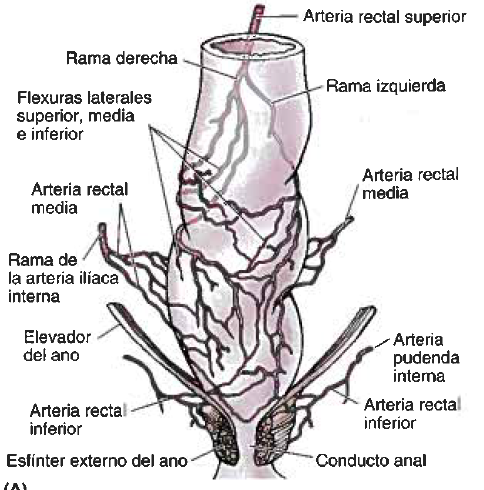 Arteria rectal superior
Rama derecha
Rama izquierda
Flexuras laterales
superior, media
e inferior
Arteria rectal
media
Arteria rectal
media
Rama de
la arteria ilíaca
interna
Elevador
del ano
Arteria
pudenda
interna
Arteria rectal
inferior
Arteria rectal
inferior
Esfínter externo del ano
Conducto anal
(A)